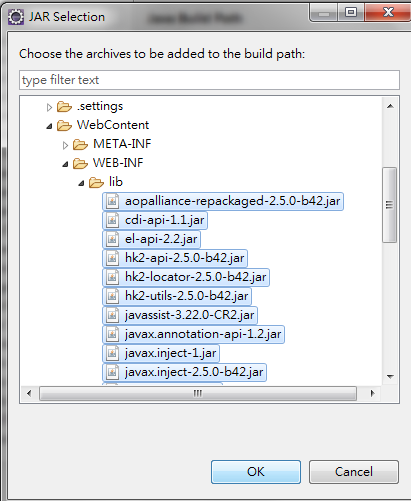 JAR Selection
Java Build Path
Choose the archives to be added to the build path:
type filter text
.settings
WebContent
META-INF
WEB-INF
lib
aopalliance-repackaged-2.5.0-b42.jar
cdi-api-1.1.jar
el-api-2.2.jar
hk2-api-2.5.0-b42.jar
hk2-locator-2.5.0-b42.jar
hk2-utils-2.5.0-b42.jar
javassist-3.22.0-CR2.jar
javax.annotation-api-1.2.jar
javax.inject-1.jar
javax.inject-2.5.0-b42.jar
OK
Cancel